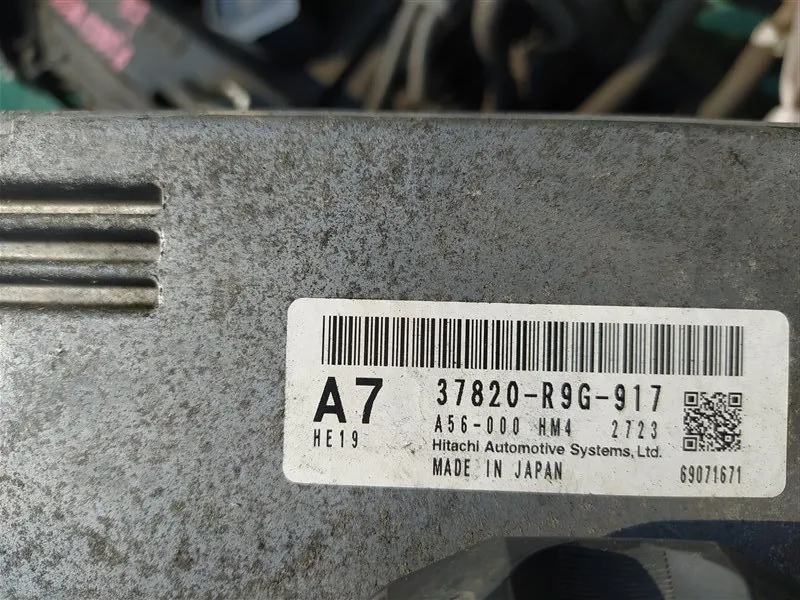 A7
37820-R9G-917
HE19
A56-000 HM4 2723
Hitachi Automotive Systems, Ltd.
MADE IN JAPAN
69071671